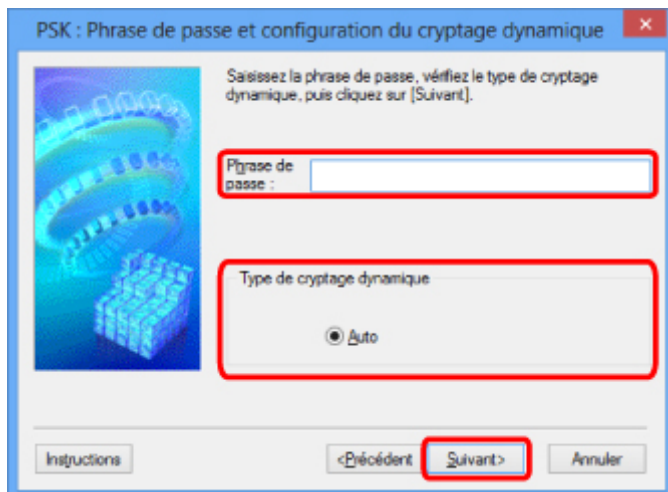 PSK : Phrase de passe et configuration du cryptage dynamique
Saisissez la phrase de passe, vérifiez le type de cryptage
dynamique, puis cliquez sur [Suivant].
Phrase de
passe :
Type de cryptage dynamique
Auto
Instructions
<Précédent
Suivant>
Annuler